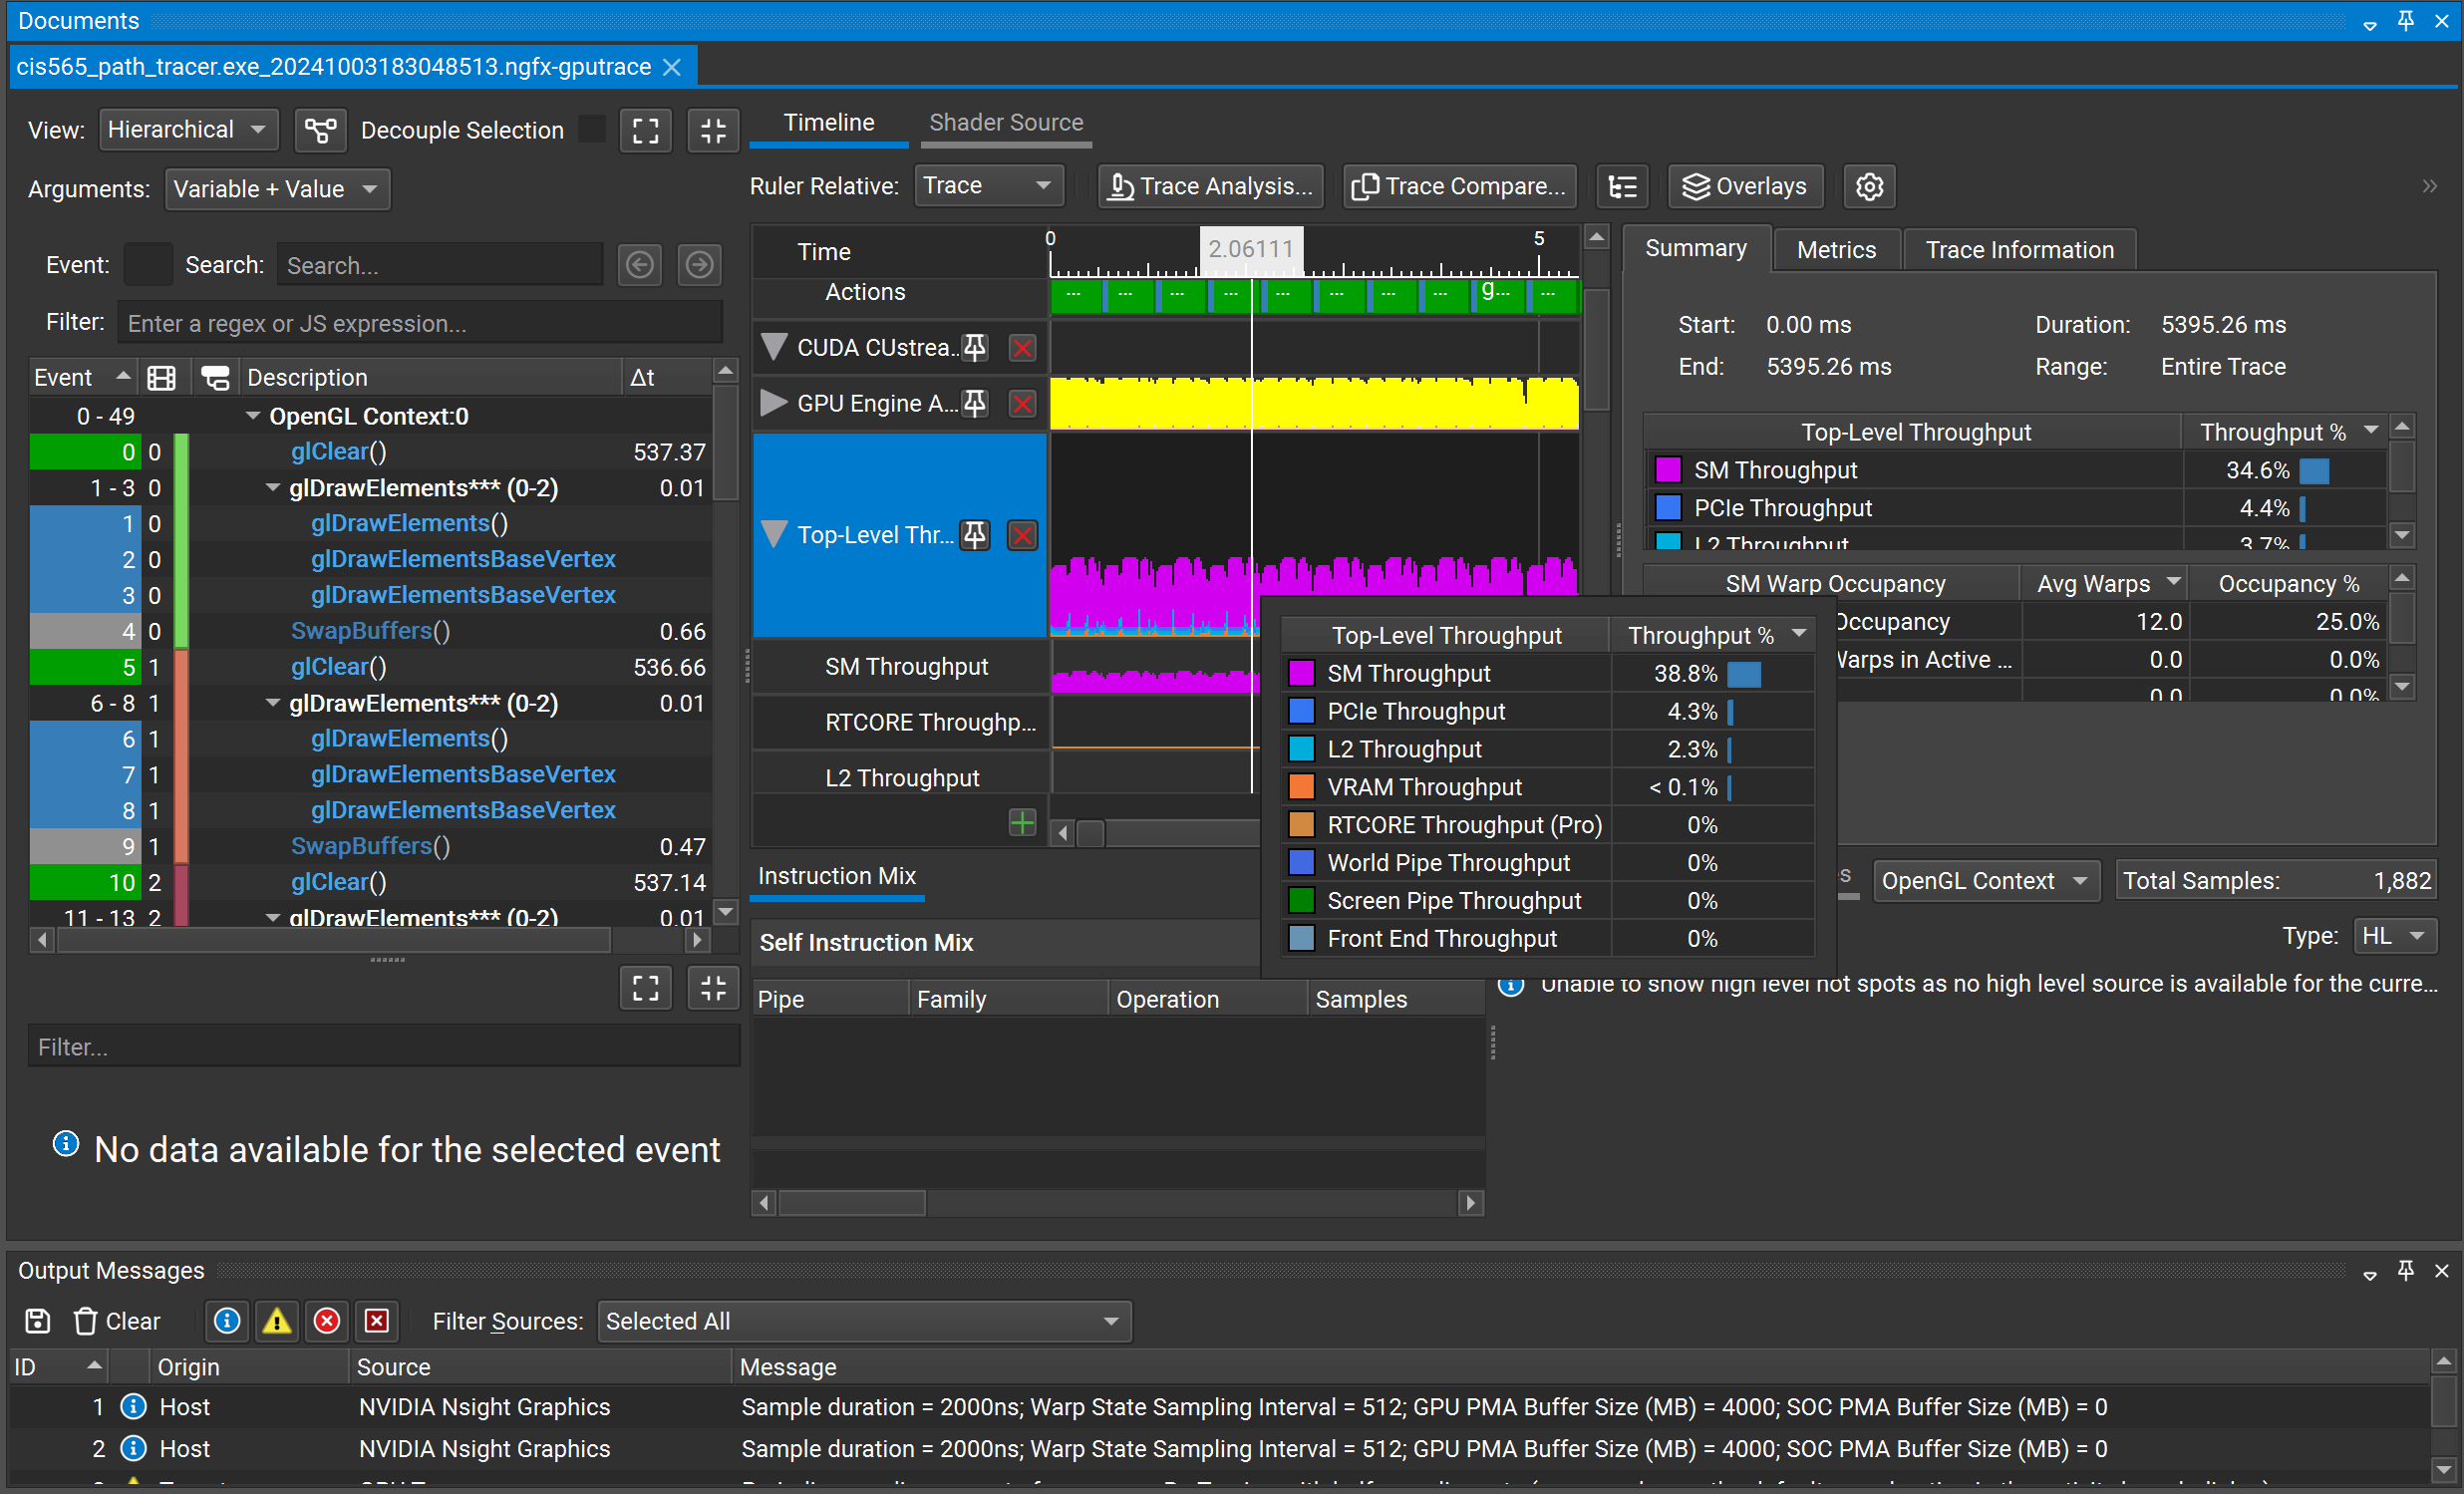 Documents
cis565_path_tracer.exe_20241003183048513.ngfx-gputrace
View: Hierarchical Decouple Selection
Arguments: Variable + Value
Event: Search: Search...
Filter: Enter a regex or JS expression...
Event Description Δt
0 - 49 OpenGL Context:0
0 0 glClear() 537.37
1 - 3 0 glDrawElements*** (0-2) 0.01
1 0 glDrawElements()
2 0 glDrawElementsBaseVertex
3 0 glDrawElementsBaseVertex
4 0 SwapBuffers() 0.66
5 1 glClear() 536.66
6 - 8 1 glDrawElements*** (0-2) 0.01
6 1 glDrawElements()
7 1 glDrawElementsBaseVertex
8 1 glDrawElementsBaseVertex
9 1 SwapBuffers() 0.47
10 2 glClear() 537.14
11 - 13 2 glDrawElements*** (0-2) 0.01
Filter...
No data available for the selected event
Timeline Shader Source
Ruler Relative: Trace Trace Analysis... Trace Compare... Overlays »
Time 0 2.06111 5
Actions ... ... ... ... ... ... ... ... g... ...
CUDA CUstrea...
GPU Engine A...
Top-Level Thr...
SM Throughput
RTCORE Throughp...
L2 Throughput
Top-Level Throughput Throughput %
SM Throughput 38.8%
PCIe Throughput 4.3%
L2 Throughput 2.3%
VRAM Throughput < 0.1%
RTCORE Throughput (Pro) 0%
World Pipe Throughput 0%
Screen Pipe Throughput 0%
Front End Throughput 0%
Summary Metrics Trace Information
Start: 0.00 ms Duration: 5395.26 ms
End: 5395.26 ms Range: Entire Trace
Top-Level Throughput Throughput %
SM Throughput 34.6%
PCIe Throughput 4.4%
L2 Throughput 3.7%
SM Warp Occupancy Avg Warps Occupancy %
Occupancy 12.0 25.0%
Warps in Active ... 0.0 0.0%
0.0 0.0%
Instruction Mix
Self Instruction Mix
Pipe Family Operation Samples
s OpenGL Context Total Samples: 1,882
Type: HL
Unable to show high level hot spots as no high level source is available for the curre...
Output Messages
Clear Filter Sources: Selected All
ID Origin Source Message
1 Host NVIDIA Nsight Graphics Sample duration = 2000ns; Warp State Sampling Interval = 512; GPU PMA Buffer Size (MB) = 4000; SOC PMA Buffer Size (MB) = 0
2 Host NVIDIA Nsight Graphics Sample duration = 2000ns; Warp State Sampling Interval = 512; GPU PMA Buffer Size (MB) = 4000; SOC PMA Buffer Size (MB) = 0